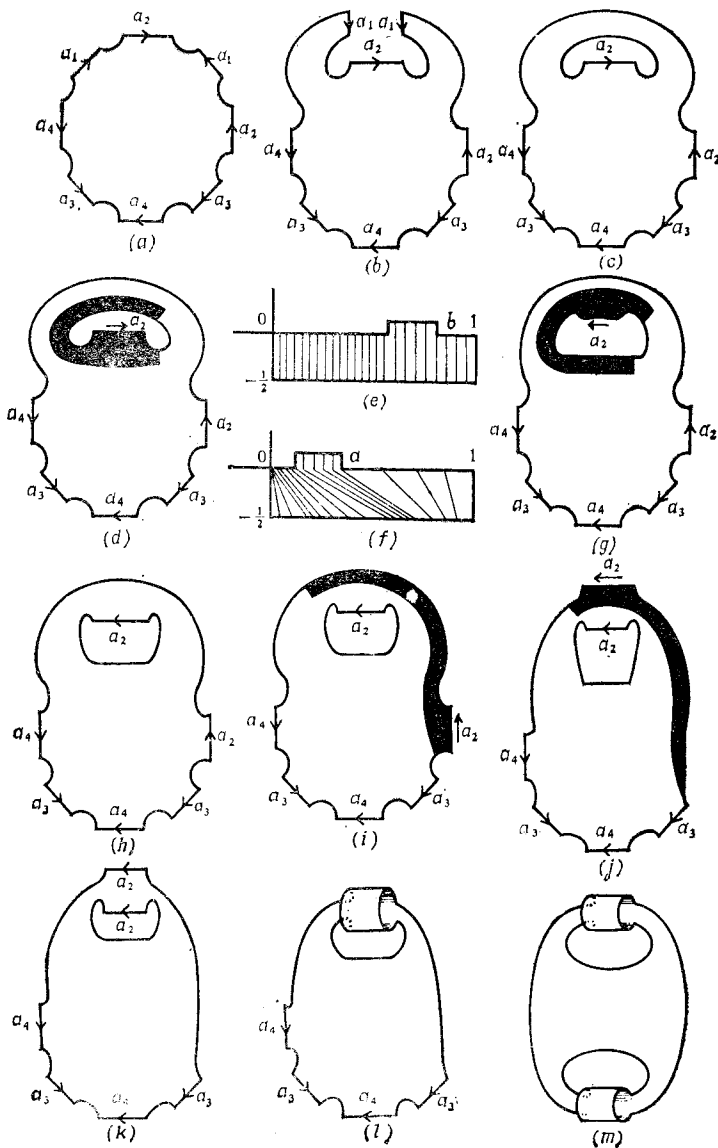 a₂
a₁ a₁
a₄ a₂
a₃ a₄ a₃
(a)
a₁ a₁
a₂
a₄ a₂
a₃ a₄ a₃
(b)
a₂
a₄ a₂
a₃ a₄ a₃
(c)
a₂
a₄ a₂
a₃ a₄ a₃
(d)
0 b 1
-1/2
(e)
0 a 1
-1/2
(f)
a₂
a₄ a₂
a₃ a₄ a₃
(g)
a₂
a₄ a₂
a₃ a₄ a₃
(h)
a₂
a₄ a₂
a₃ a₄ a₃
(i)
a₂
a₂
a₄
a₃ a₄ a₃
(j)
a₂
a₂
a₄
a₃ a₄ a₃
(k)
a₄
a₃ a₄ a₃
(l)
(m)